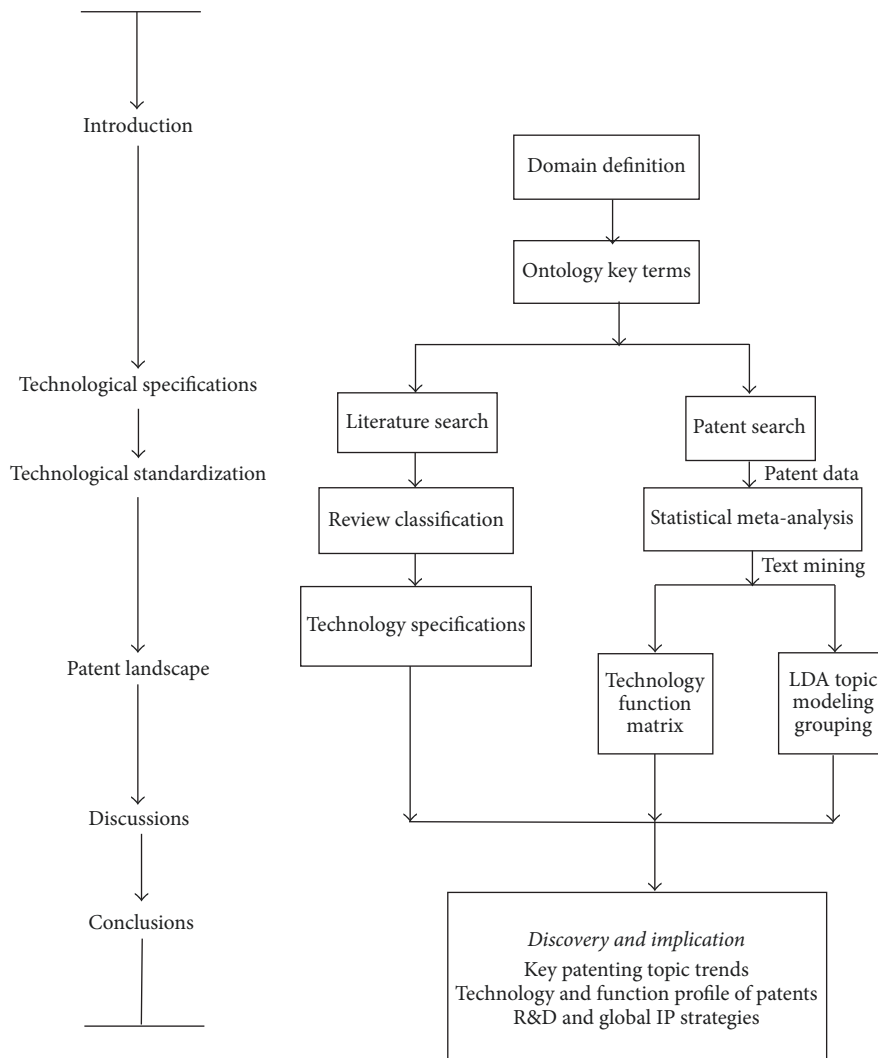 Introduction
Technological specifications
Technological standardization
Patent landscape
Discussions
Conclusions
Domain definition
Ontology key terms
Literature search
Review classification
Technology specifications
Patent search
Patent data
Statistical meta-analysis
Text mining
Technology
function
matrix
LDA topic
modeling
grouping
Discovery and implication
Key patenting topic trends
Technology and function profile of patents
R&D and global IP strategies